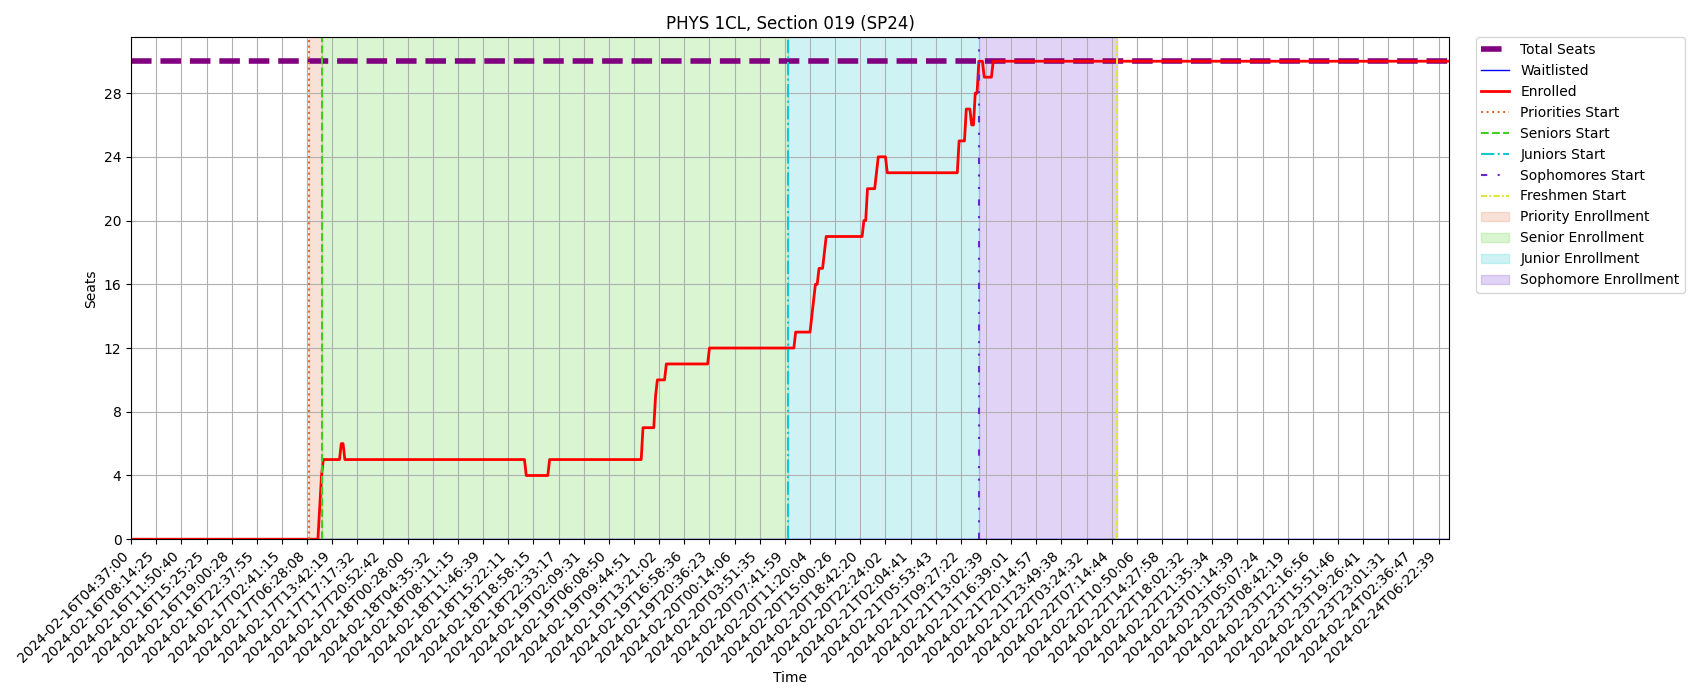 PHYS 1CL, Section 019 (SP24)
Seats
28
24
20
16
12
8
4
0
2024-02-16T04:37:00
2024-02-16T08:14:25
2024-02-16T11:50:40
2024-02-16T15:25:25
2024-02-16T19:00:28
2024-02-16T22:37:55
2024-02-17T02:41:15
2024-02-17T06:28:08
2024-02-17T13:42:19
2024-02-17T17:17:32
2024-02-17T20:52:42
2024-02-18T00:28:00
2024-02-18T04:35:32
2024-02-18T08:11:15
2024-02-18T11:46:39
2024-02-18T15:22:11
2024-02-18T18:58:15
2024-02-18T22:33:17
2024-02-19T02:09:31
2024-02-19T06:08:50
2024-02-19T09:44:51
2024-02-19T13:21:02
2024-02-19T16:58:36
2024-02-19T20:36:23
2024-02-20T00:14:06
2024-02-20T03:51:35
2024-02-20T07:41:59
2024-02-20T11:20:04
2024-02-20T15:00:26
2024-02-20T18:42:20
2024-02-20T22:24:02
2024-02-21T02:04:41
2024-02-21T05:53:43
2024-02-21T09:27:22
2024-02-21T13:02:39
2024-02-21T16:39:01
2024-02-21T20:14:57
2024-02-21T23:49:38
2024-02-22T03:24:32
2024-02-22T07:14:44
2024-02-22T10:50:06
2024-02-22T14:27:58
2024-02-22T18:02:32
2024-02-22T21:35:34
2024-02-23T01:14:39
2024-02-23T05:07:24
2024-02-23T08:42:19
2024-02-23T12:16:56
2024-02-23T15:51:46
2024-02-23T19:26:41
2024-02-23T23:01:31
2024-02-24T02:36:47
2024-02-24T06:22:39
Time
Total Seats
Waitlisted
Enrolled
Priorities Start
Seniors Start
Juniors Start
Sophomores Start
Freshmen Start
Priority Enrollment
Senior Enrollment
Junior Enrollment
Sophomore Enrollment